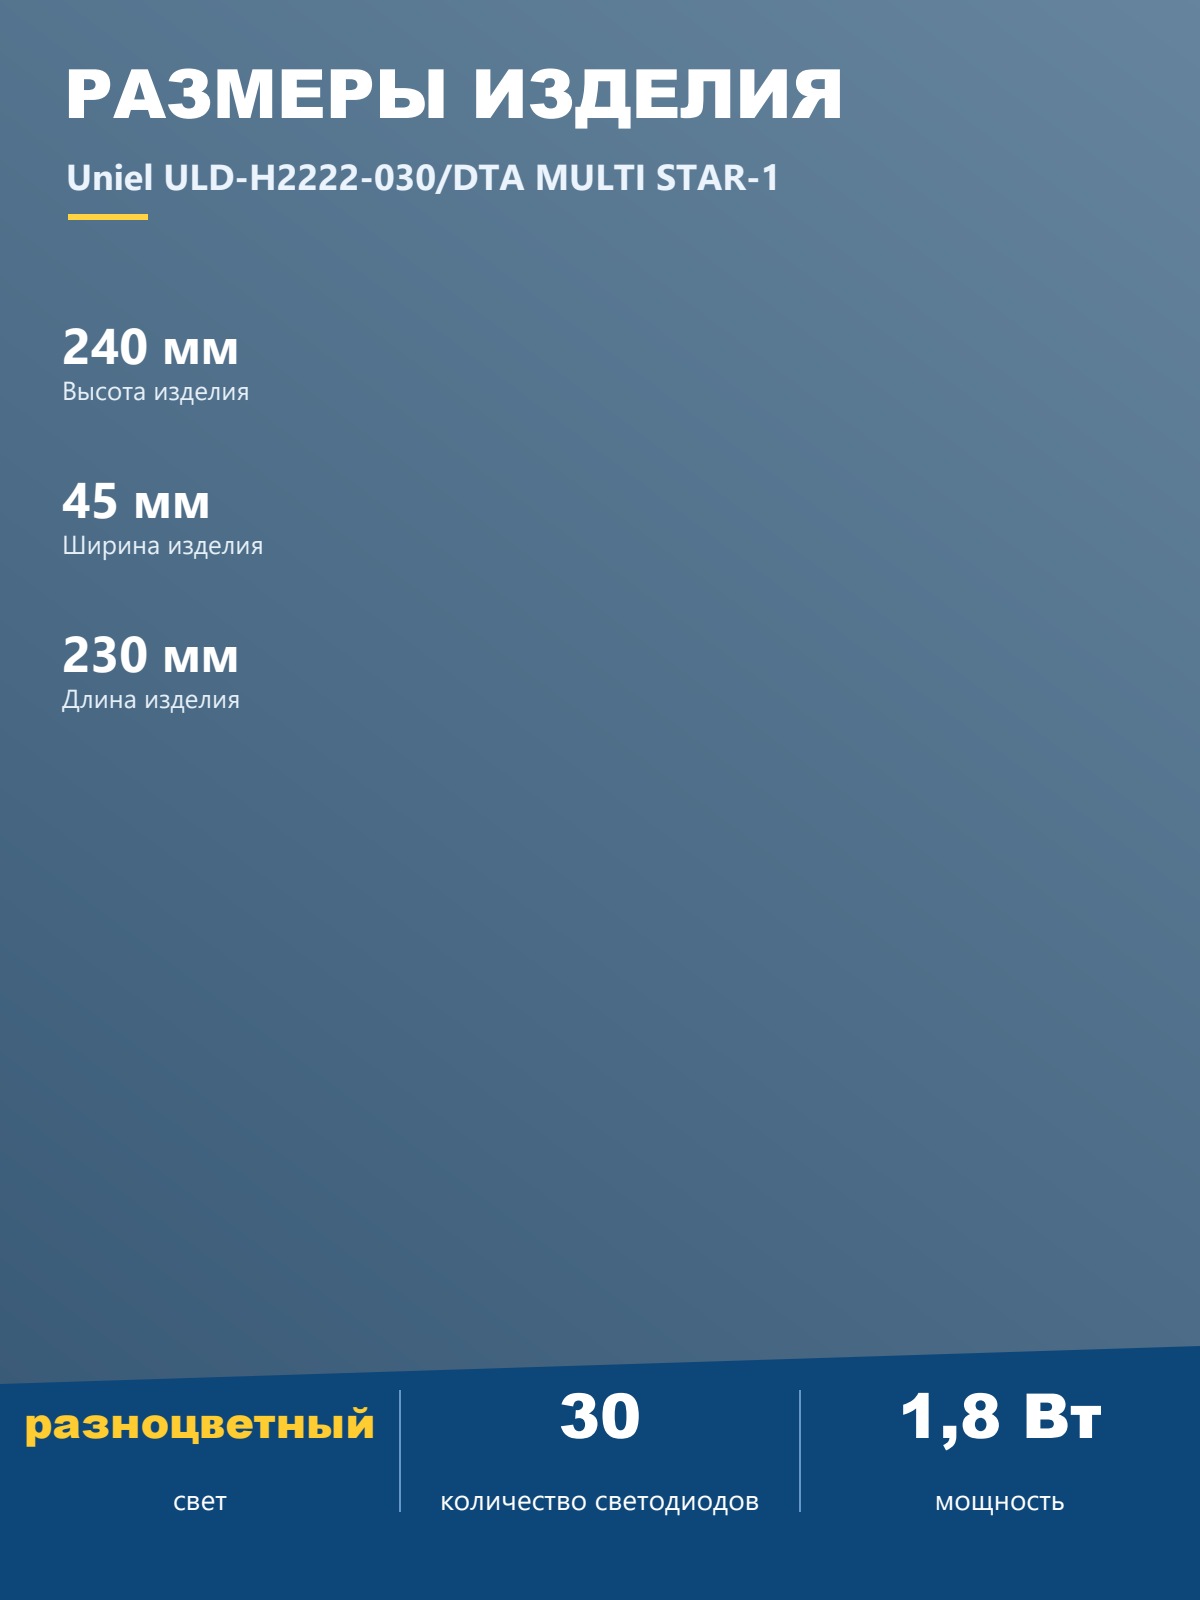 РАЗМЕРЫ ИЗДЕЛИЯ
Uniel ULD-H2222-030/DTA MULTI STAR-1
240 мм
Высота изделия
45 мм
Ширина изделия
230 мм
Длина изделия
разноцветный
свет
30
количество светодиодов
1,8 Вт
мощность